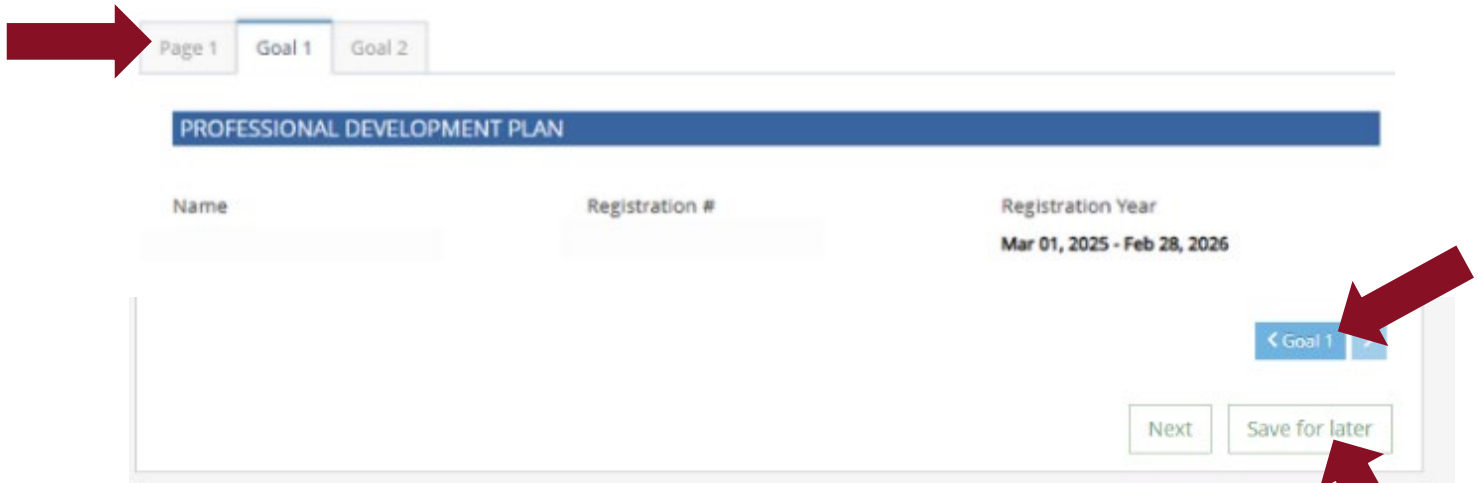 Page 1 Goal 1 Goal 2
PROFESSIONAL DEVELOPMENT PLAN
Name Registration # Registration Year
Mar 01, 2025 - Feb 28, 2026
< Goal 1 >
Next Save for later